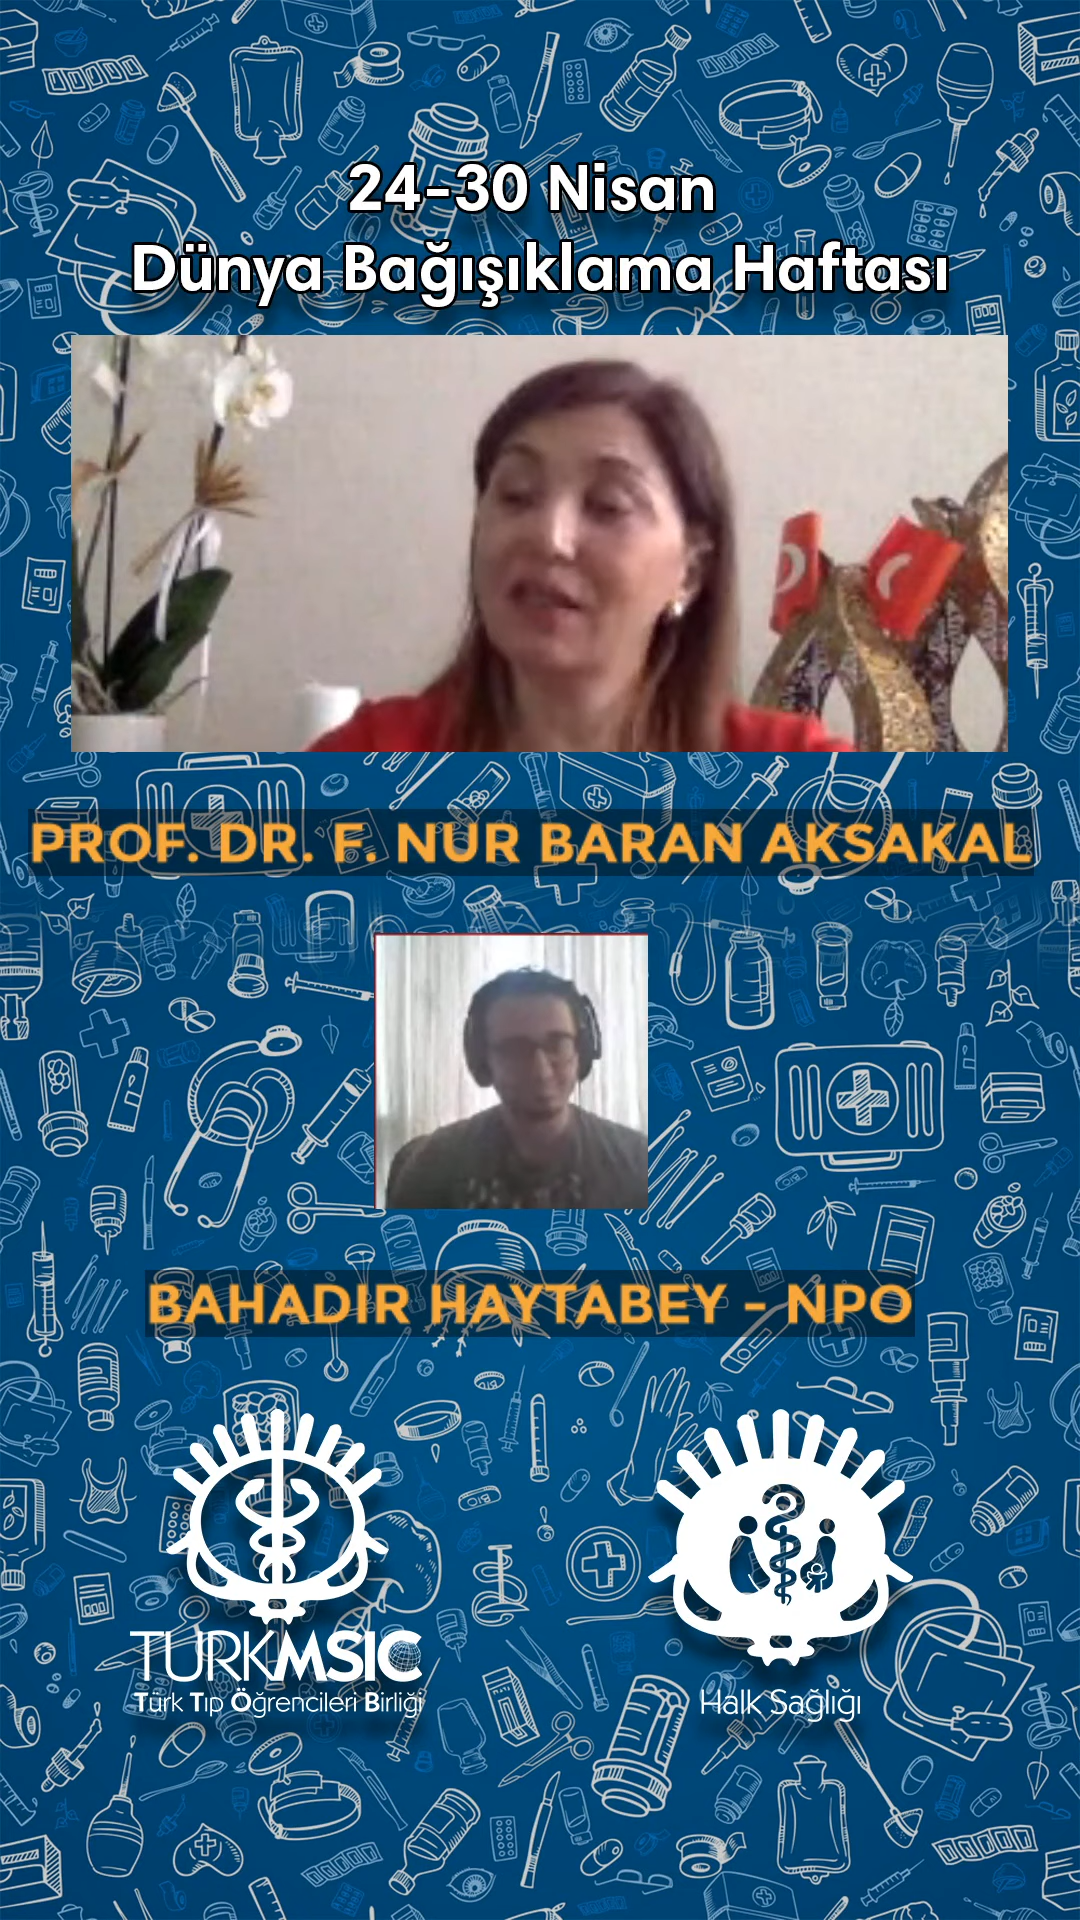 24-30 Nisan
Dünya Bağışıklama Haftası
PROF. DR. F. NUR BARAN AKSAKAL
BAHADIR HAYTABEY - NPO
TURKMSIC
Türk Tıp Öğrencileri Birliği
Halk Sağlığı